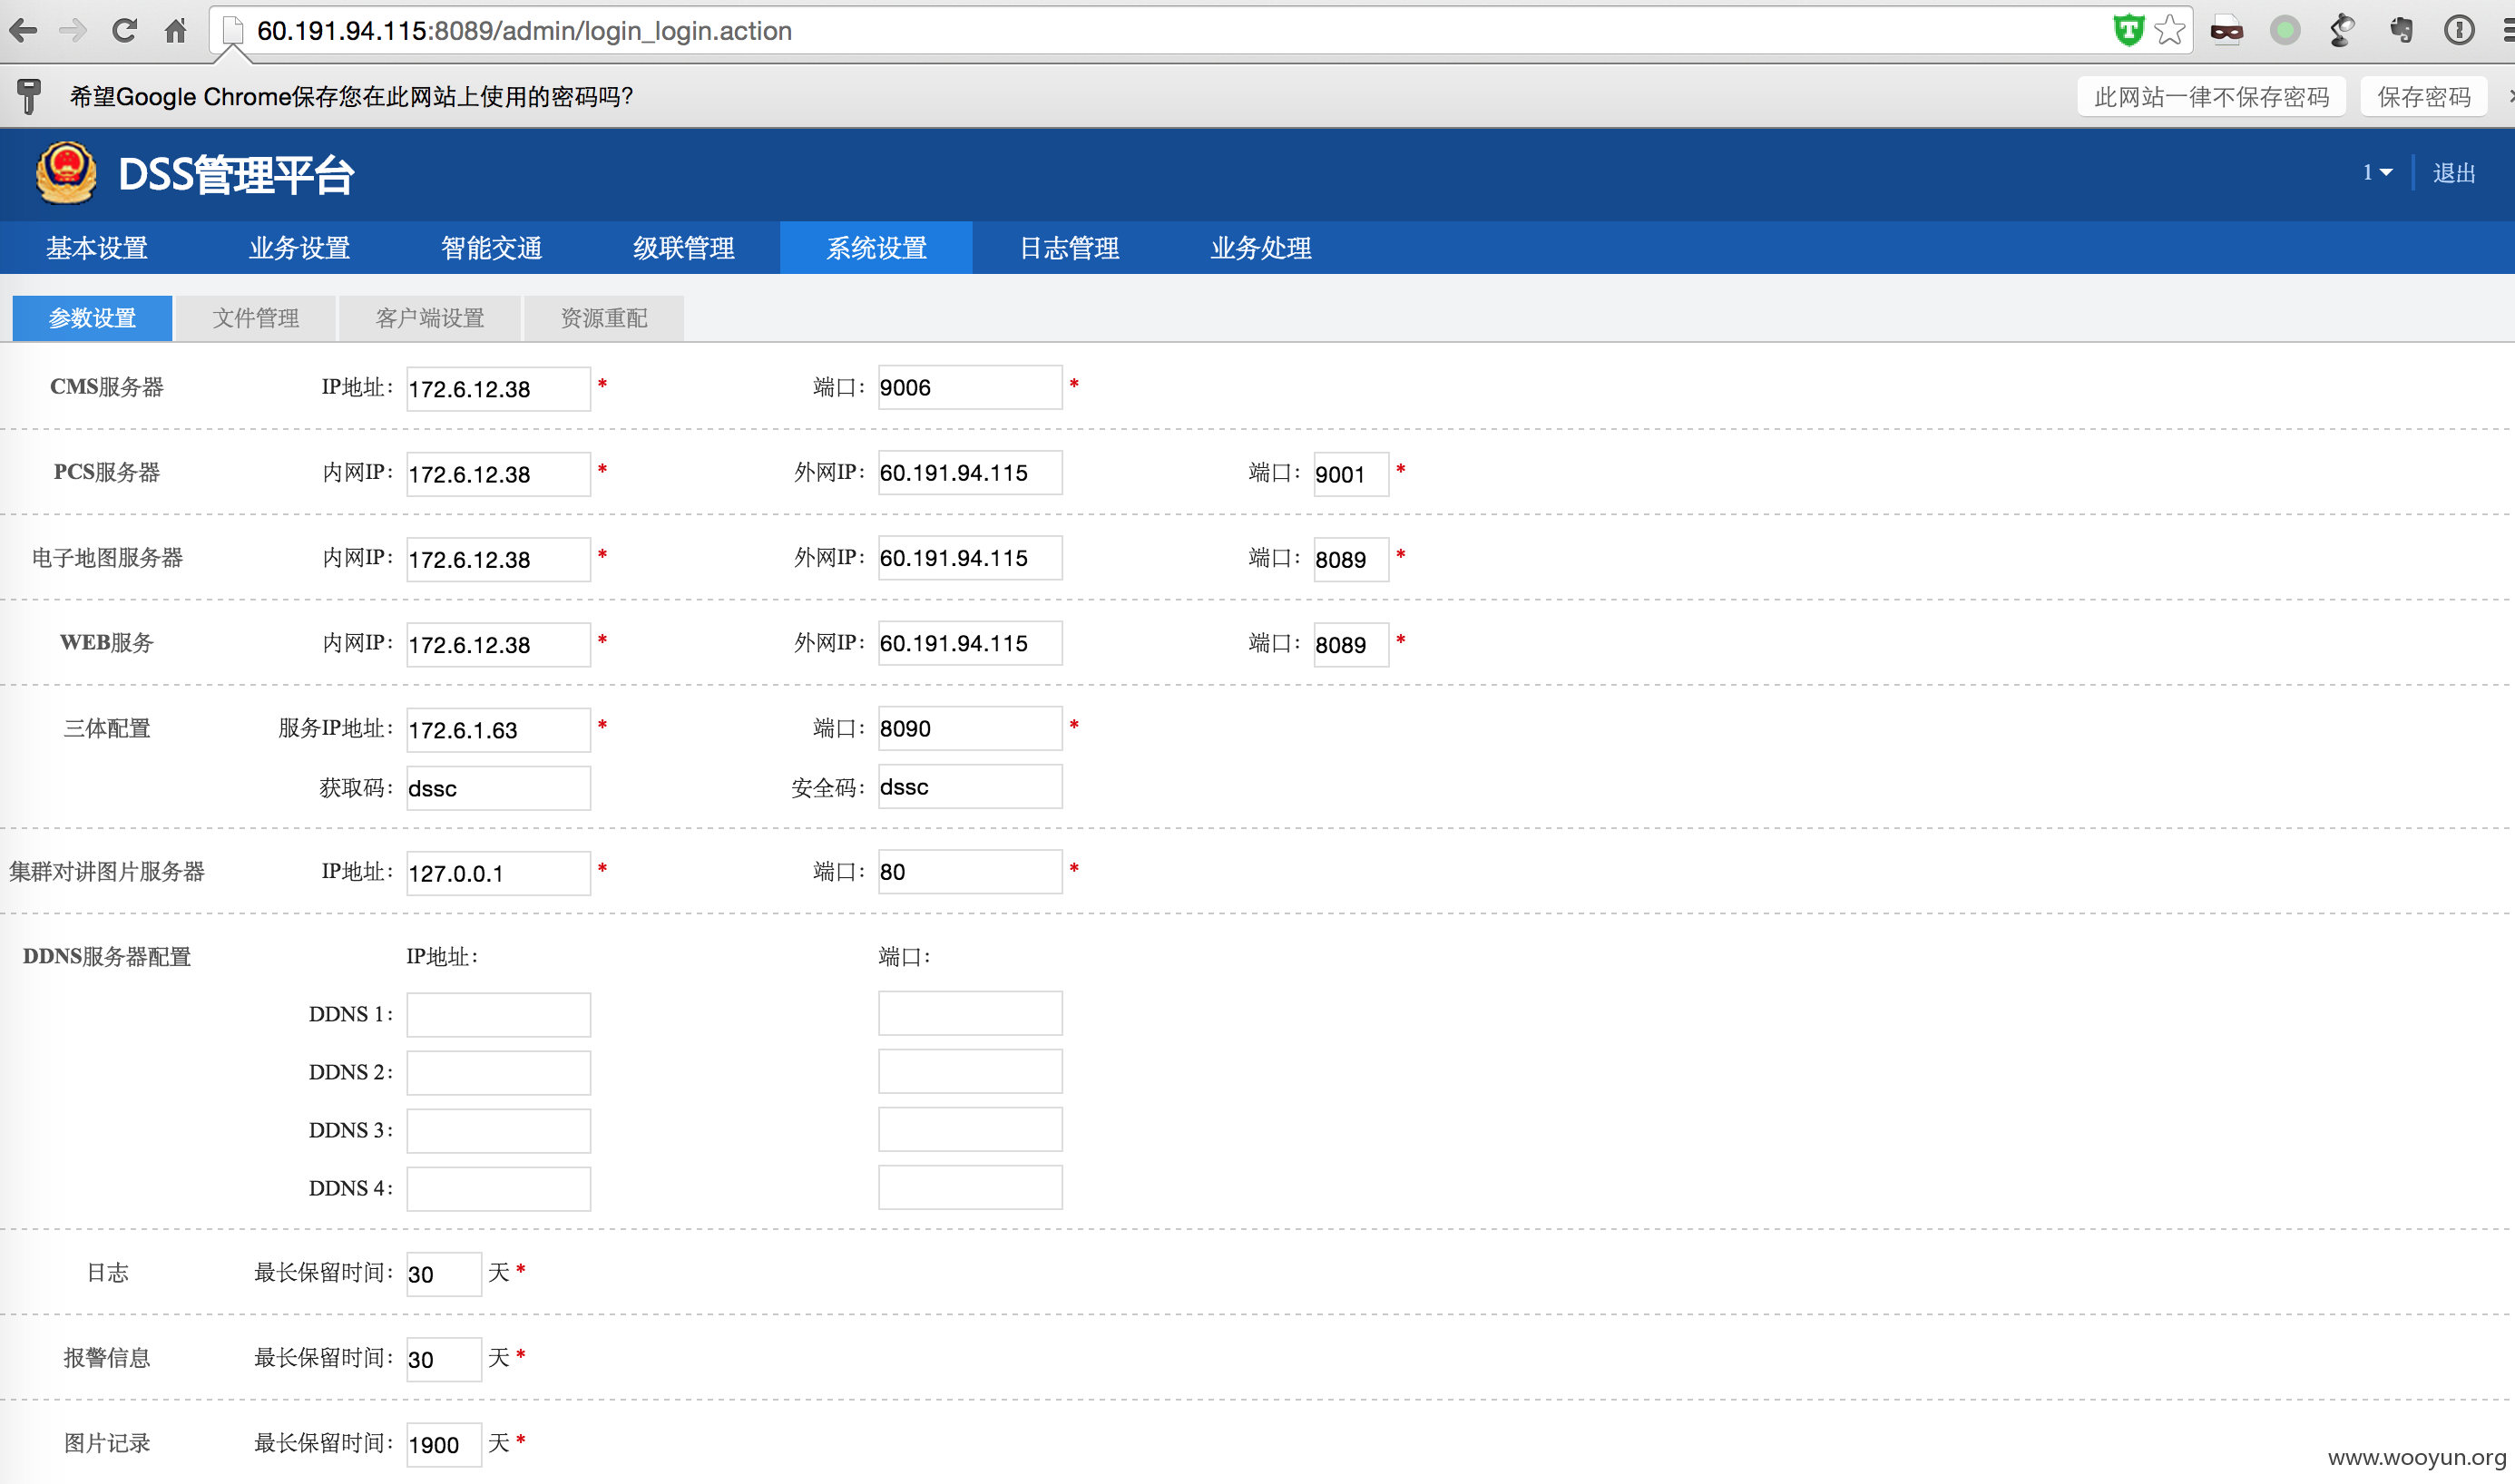 60.191.94.115:8089/admin/login_login.action
希望Google Chrome保存您在此网站上使用的密码吗? 此网站一律不保存密码 保存密码
DSS管理平台 1 退出
基本设置 业务设置 智能交通 级联管理 系统设置 日志管理 业务处理
参数设置 文件管理 客户端设置 资源重配
CMS服务器 IP地址: 172.6.12.38 * 端口: 9006 *
PCS服务器 内网IP: 172.6.12.38 * 外网IP: 60.191.94.115 端口: 9001 *
电子地图服务器 内网IP: 172.6.12.38 * 外网IP: 60.191.94.115 端口: 8089 *
WEB服务 内网IP: 172.6.12.38 * 外网IP: 60.191.94.115 端口: 8089 *
三体配置 服务IP地址: 172.6.1.63 * 端口: 8090 *
获取码: dssc 安全码: dssc
集群对讲图片服务器 IP地址: 127.0.0.1 * 端口: 80 *
DDNS服务器配置 IP地址: 端口:
DDNS 1:
DDNS 2:
DDNS 3:
DDNS 4:
日志 最长保留时间: 30 天 *
报警信息 最长保留时间: 30 天 *
图片记录 最长保留时间: 1900 天 *
www.wooyun.org